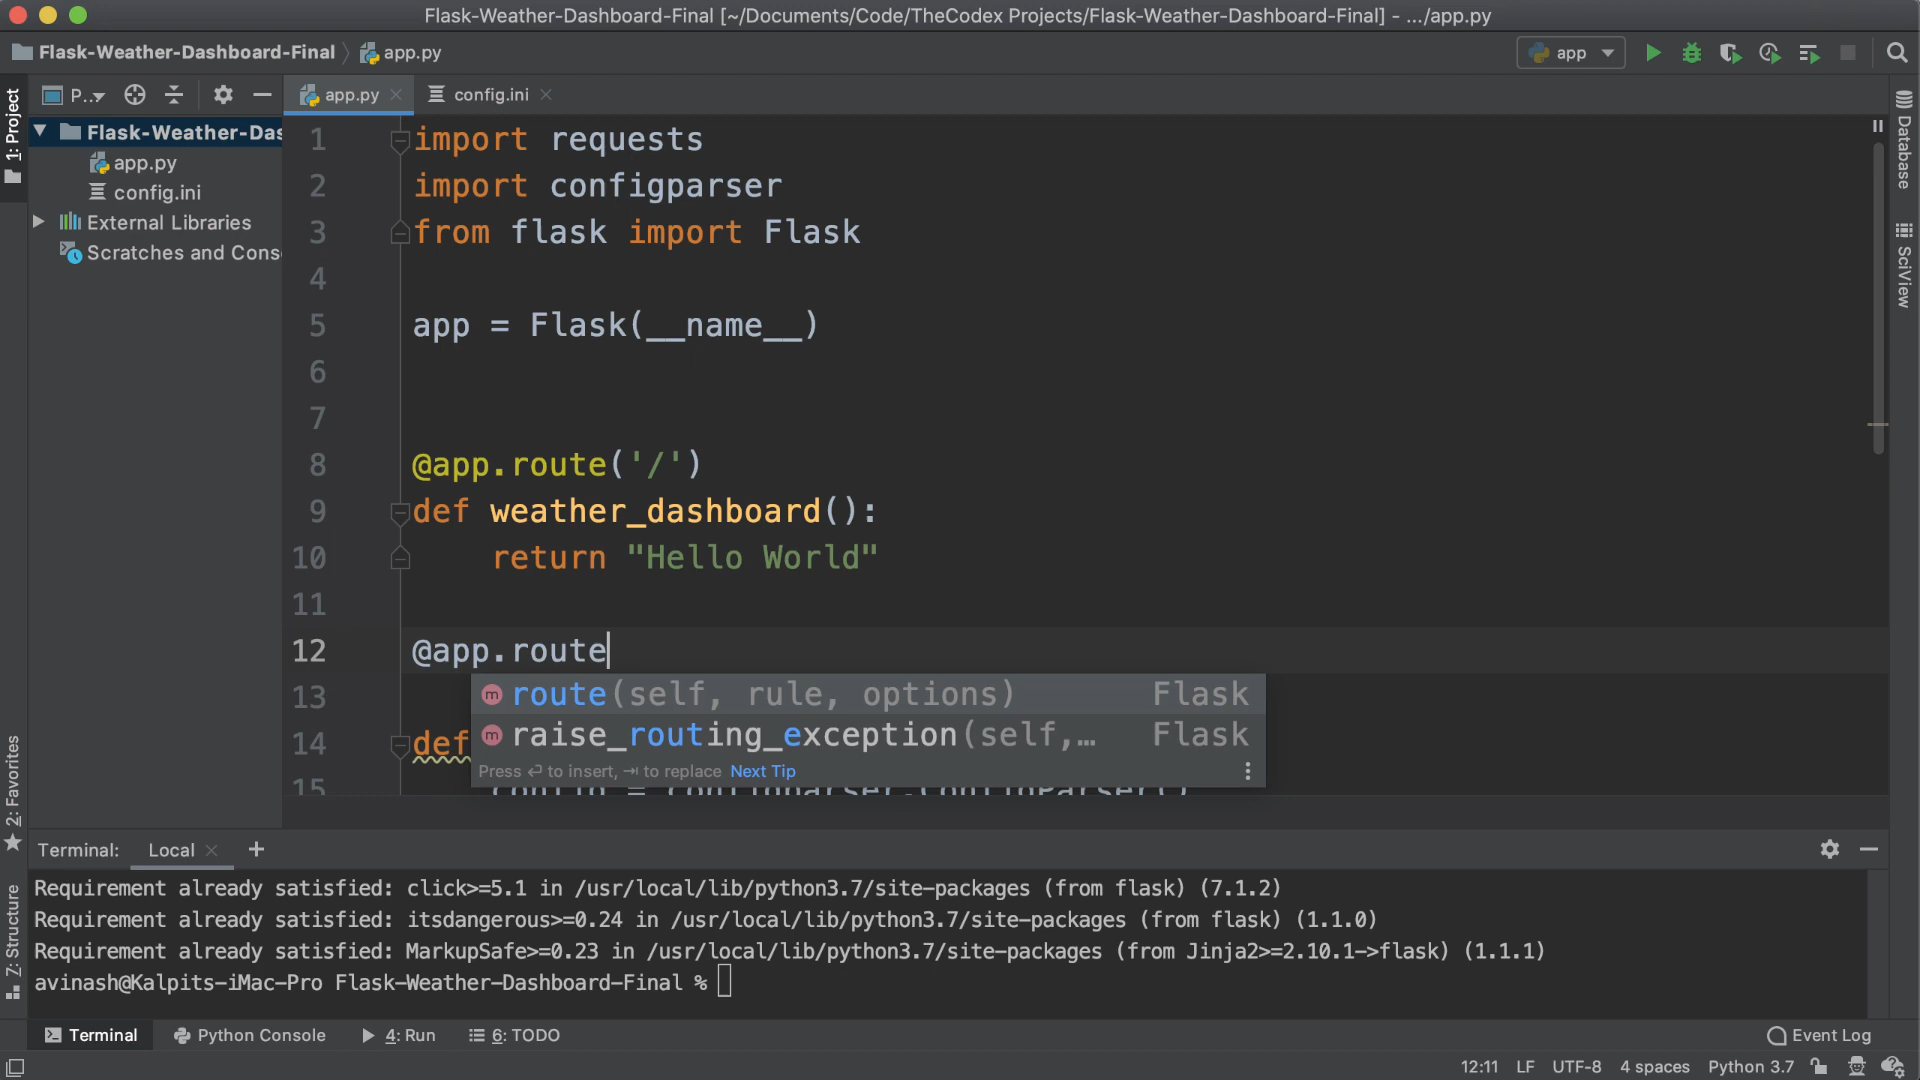 Flask-Weather-Dashboard-Final [~/Documents/Code/TheCodex Projects/Flask-Weather-Dashboard-Final] - .../app.py
Flask-Weather-Dashboard-Final
app.py
app
1: Project
P..
app.py
config.ini
Flask-Weather-Das
app.py
config.ini
External Libraries
Scratches and Conso
1 import requests
2 import configparser
3 from flask import Flask
4
5 app = Flask(__name__)
6
7
8 @app.route('/')
9 def weather_dashboard():
10 return "Hello World"
11
12 @app.route
13
route(self, rule, options) Flask
raise_routing_exception(self,… Flask
Press ⏎ to insert, ⇥ to replace Next Tip
14 def
15 config = configparser.ConfigParser()
Database
SciView
2: Favorites
Z: Structure
Terminal: Local
Requirement already satisfied: click>=5.1 in /usr/local/lib/python3.7/site-packages (from flask) (7.1.2)
Requirement already satisfied: itsdangerous>=0.24 in /usr/local/lib/python3.7/site-packages (from flask) (1.1.0)
Requirement already satisfied: MarkupSafe>=0.23 in /usr/local/lib/python3.7/site-packages (from Jinja2>=2.10.1->flask) (1.1.1)
avinash@Kalpits-iMac-Pro Flask-Weather-Dashboard-Final %
Terminal Python Console 4: Run 6: TODO Event Log
12:11 LF UTF-8 4 spaces Python 3.7